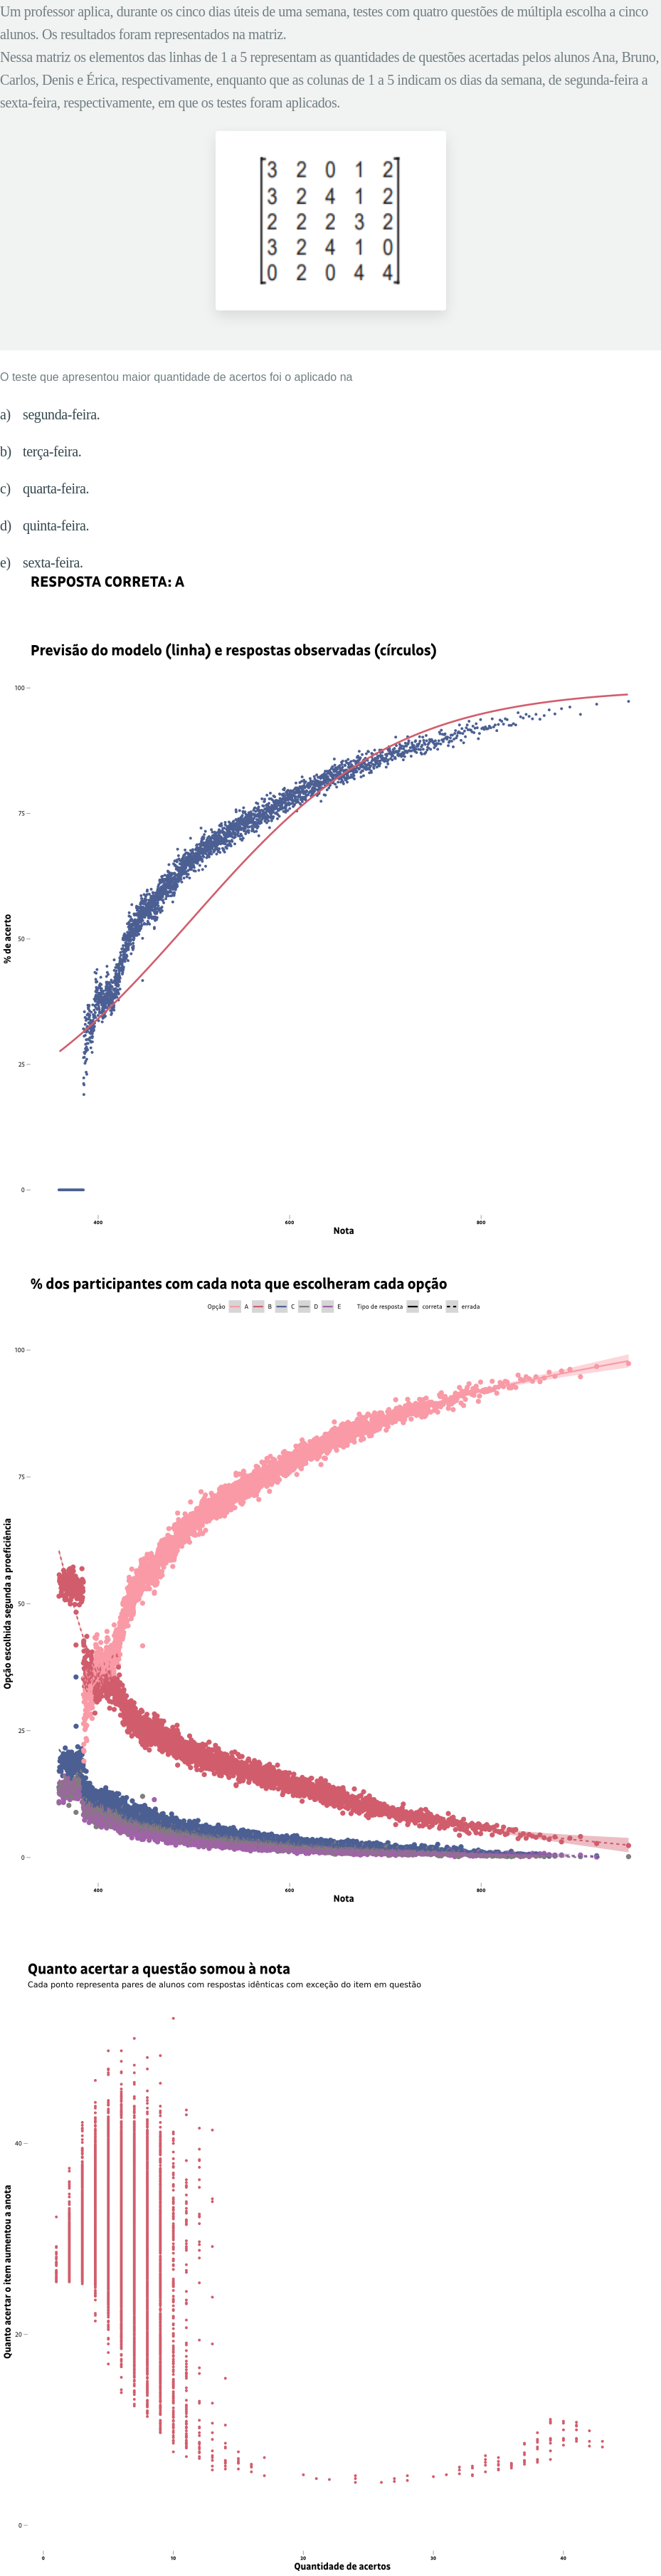 Um professor aplica, durante os cinco dias úteis de uma semana, testes com quatro questões de múltipla escolha a cinco
alunos. Os resultados foram representados na matriz.
Nessa matriz os elementos das linhas de 1 a 5 representam as quantidades de questões acertadas pelos alunos Ana, Bruno,
Carlos, Denis e Érica, respectivamente, enquanto que as colunas de 1 a 5 indicam os dias da semana, de segunda-feira a
sexta-feira, respectivamente, em que os testes foram aplicados.
3 2 0 1 2
3 2 4 1 2
2 2 2 3 2
3 2 4 1 0
0 2 0 4 4
O teste que apresentou maior quantidade de acertos foi o aplicado na
a) segunda-feira.
b) terça-feira.
c) quarta-feira.
d) quinta-feira.
e) sexta-feira.
RESPOSTA CORRETA: A
Previsão do modelo (linha) e respostas observadas (círculos)
100
75
50
25
0
% de acerto
400 600 800
Nota
% dos participantes com cada nota que escolheram cada opção
Opção A B C D E Tipo de resposta correta errada
100
75
50
25
0
Opção escolhida segunda a proeficiência
400 600 800
Nota
Quanto acertar a questão somou à nota
Cada ponto representa pares de alunos com respostas idênticas com exceção do item em questão
40
20
0
Quanto acertar o item aumentou a anota
0 10 20 30 40
Quantidade de acertos